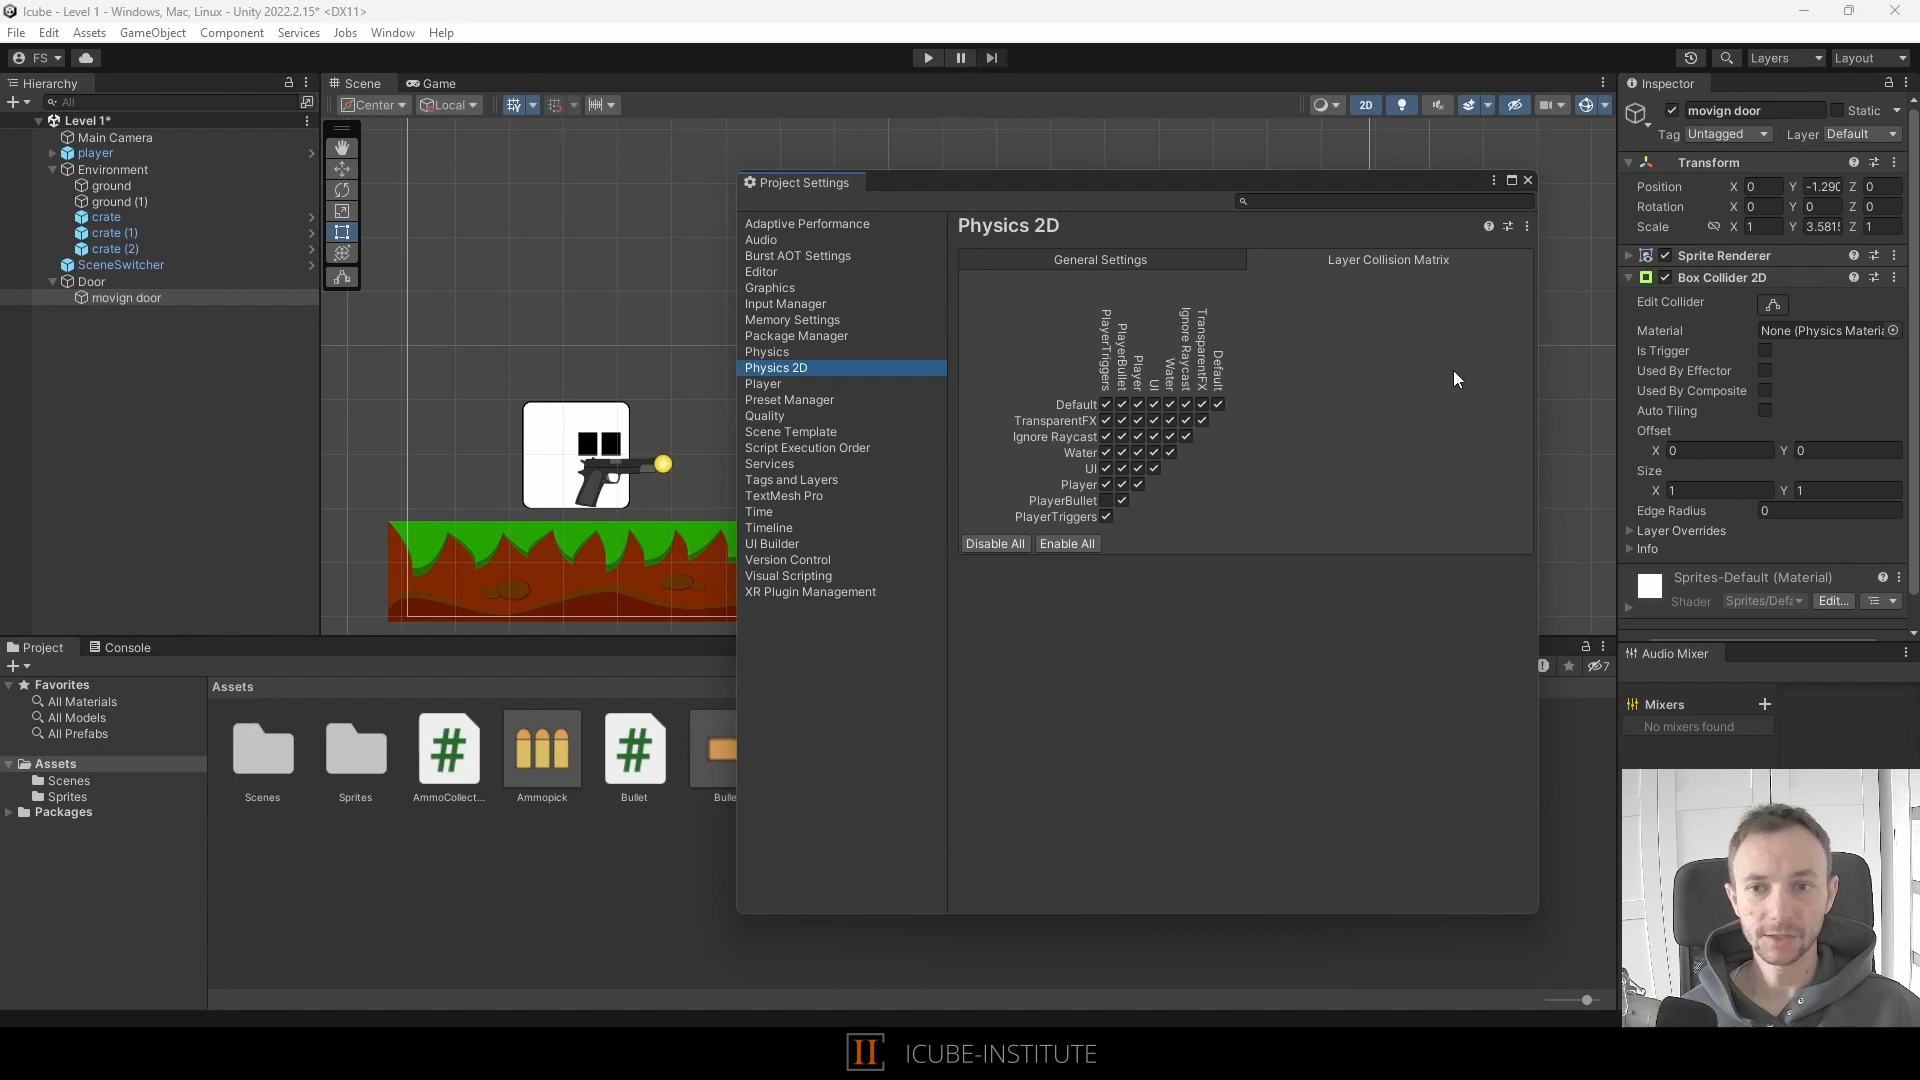 Icube - Level 1 - Windows, Mac, Linux - Unity 2022.2.15* <DX11>
File Edit Assets GameObject Component Services Jobs Window Help
FS
Layers Layout
Hierarchy
All
Level 1*
Main Camera
player
Environment
ground
ground (1)
crate
crate (1)
crate (2)
SceneSwitcher
Door
movign door
Scene Game
Center Local
2D
Project Settings
Adaptive Performance
Audio
Burst AOT Settings
Editor
Graphics
Input Manager
Memory Settings
Package Manager
Physics
Physics 2D
Player
Preset Manager
Quality
Scene Template
Script Execution Order
Services
Tags and Layers
TextMesh Pro
Time
Timeline
UI Builder
Version Control
Visual Scripting
XR Plugin Management
Physics 2D
General Settings Layer Collision Matrix
PlayerTriggers
PlayerBullet
Player
UI
Water
Ignore Raycast
TransparentFX
Default
Default
TransparentFX
Ignore Raycast
Water
UI
Player
PlayerBullet
PlayerTriggers
Disable All Enable All
Inspector
movign door Static
Tag Untagged Layer Default
Transform
Position X 0 Y -1.290 Z 0
Rotation X 0 Y 0 Z 0
Scale X 1 Y 3.581 Z 1
Sprite Renderer
Box Collider 2D
Edit Collider
Material None (Physics Materia
Is Trigger
Used By Effector
Used By Composite
Auto Tiling
Offset
X 0 Y 0
Size
X 1 Y 1
Edge Radius 0
Layer Overrides
Info
Sprites-Default (Material)
Shader Sprites/Defa Edit...
Audio Mixer
Mixers
No mixers found
Project Console
7
Favorites
All Materials
All Models
All Prefabs
Assets
Scenes
Sprites
Packages
Assets
Scenes Sprites AmmoCollect... Ammopick Bullet Bulle
ICUBE-INSTITUTE